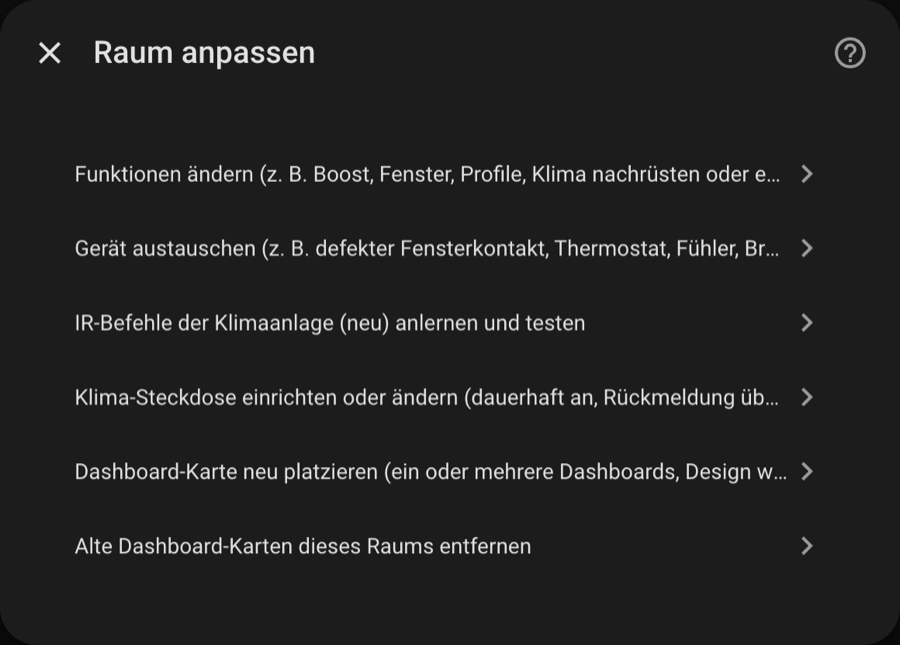 Raum anpassen
Funktionen ändern (z. B. Boost, Fenster, Profile, Klima nachrüsten oder e...
Gerät austauschen (z. B. defekter Fensterkontakt, Thermostat, Fühler, Br...
IR-Befehle der Klimaanlage (neu) anlernen und testen
Klima-Steckdose einrichten oder ändern (dauerhaft an, Rückmeldung üb...
Dashboard-Karte neu platzieren (ein oder mehrere Dashboards, Design w...
Alte Dashboard-Karten dieses Raums entfernen